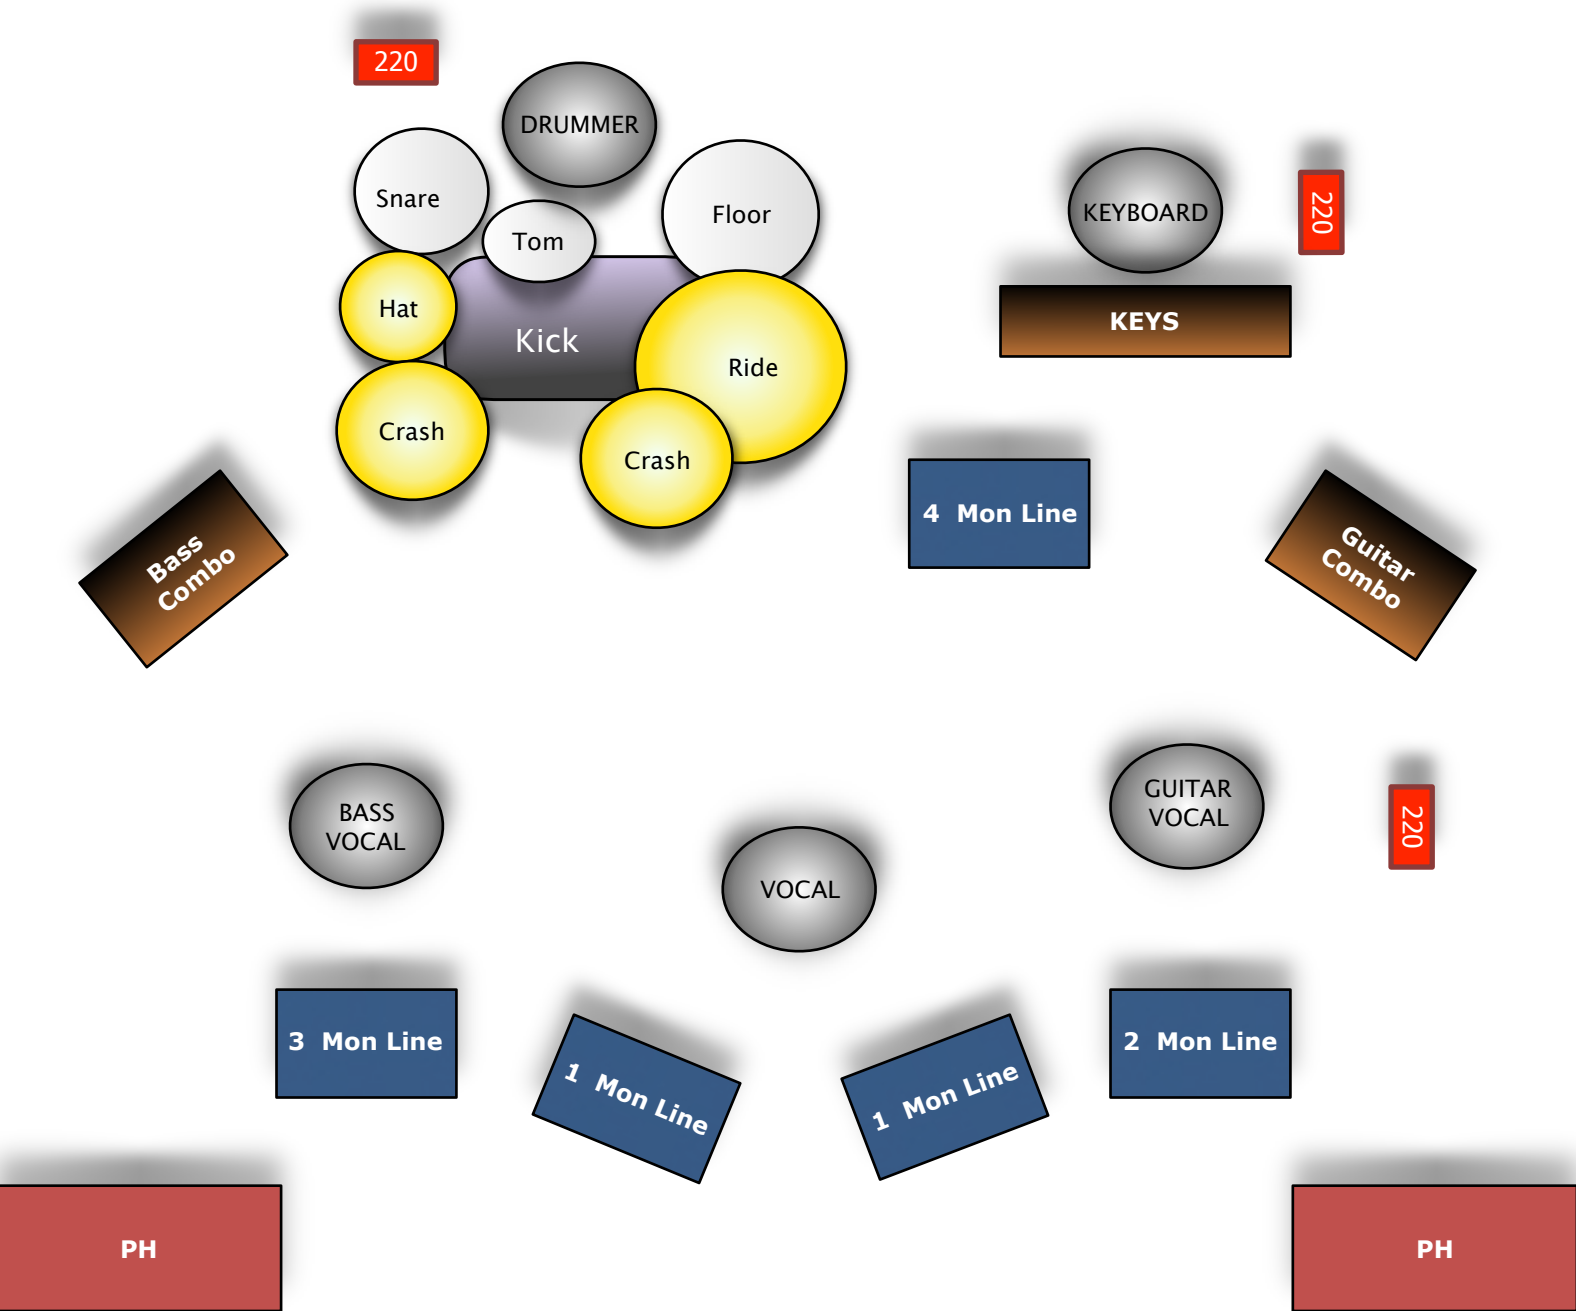 220
DRUMMER
Snare
Tom
Floor
KEYBOARD
220
Hat
Kick
Ride
KEYS
Crash
Crash
4  Mon Line
Bass
Combo
Guitar
Combo
BASS
VOCAL
VOCAL
GUITAR
VOCAL
220
3  Mon Line
1  Mon Line
1  Mon Line
2  Mon Line
PH
PH